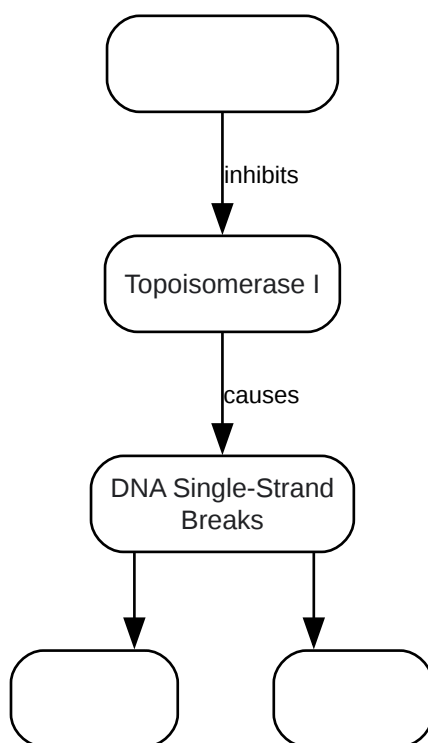 inhibits
Topoisomerase I
causes
DNA Single-Strand
Breaks